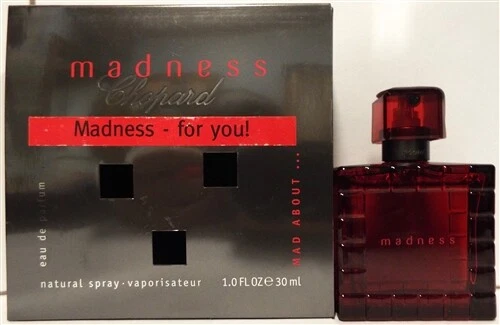 madness
Chopard
Madness - for you!
eau de parfum
MAD ABOUT ...
natural spray · vaporisateur 1.0 FL OZ ℮ 30 ml
madness